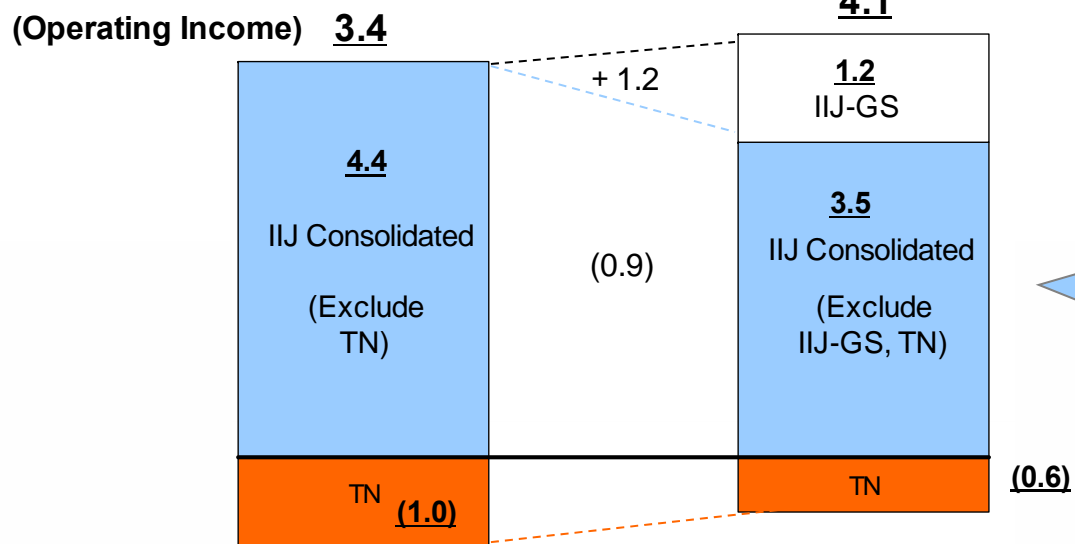 (Operating Income) 3.4
4.1
+ 1.2
1.2
IIJ-GS
4.4
IIJ Consolidated
(Exclude
TN)
(0.9)
3.5
IIJ Consolidated
(Exclude
IIJ-GS, TN)
TN
(1.0)
TN
(0.6)